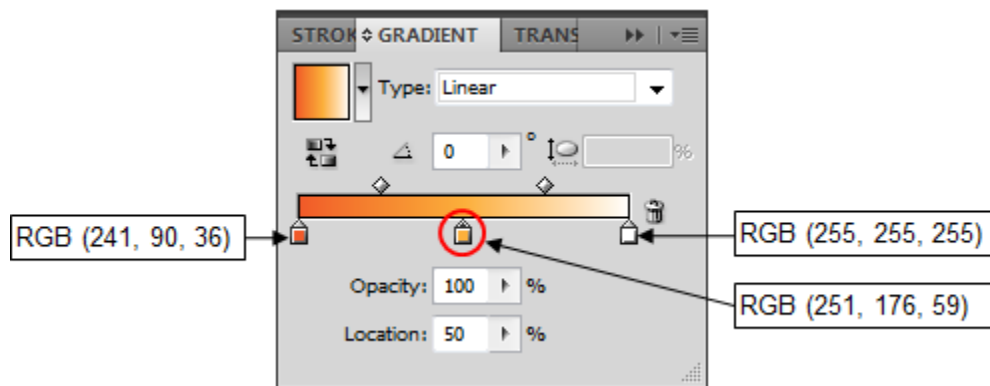 STROK GRADIENT TRANS
Type: Linear
0 ° %
RGB (241, 90, 36)
RGB (255, 255, 255)
RGB (251, 176, 59)
Opacity: 100 %
Location: 50 %